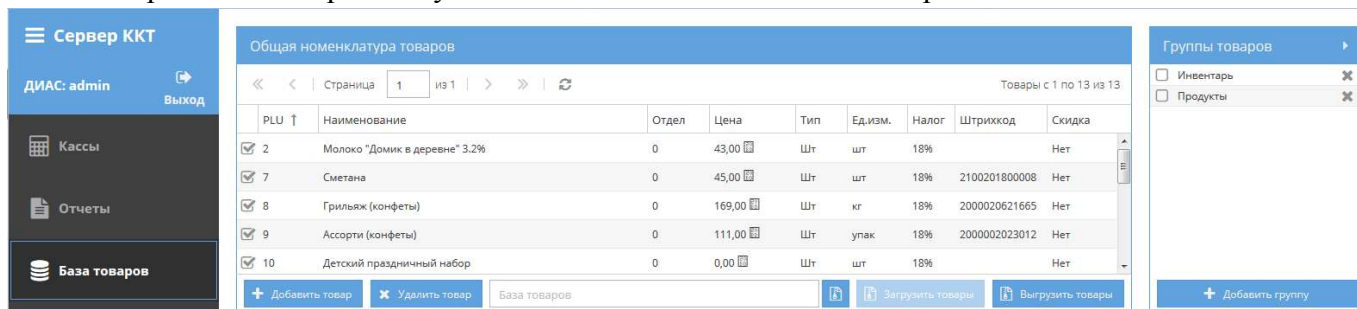 Сервер ККТ
ДИАС: admin
Выход
Кассы
Отчеты
База товаров
Общая номенклатура товаров
Страница 1 из 1
Товары с 1 по 13 из 13
PLU ↑ Наименование Отдел Цена Тип Ед.изм. Налог Штрихкод Скидка
2 Молоко "Домик в деревне" 3.2% 0 43,00 Шт шт 18% Нет
7 Сметана 0 45,00 Шт шт 18% 2100201800008 Нет
8 Грильяж (конфеты) 0 169,00 Шт кг 18% 2000020621665 Нет
9 Ассорти (конфеты) 0 111,00 Шт упак 18% 2000002023012 Нет
10 Детский праздничный набор 0 0,00 Шт шт 18% Нет
Добавить товар Удалить товар База товаров Загрузить товары Выгрузить товары
Группы товаров
Инвентарь
Продукты
Добавить группу